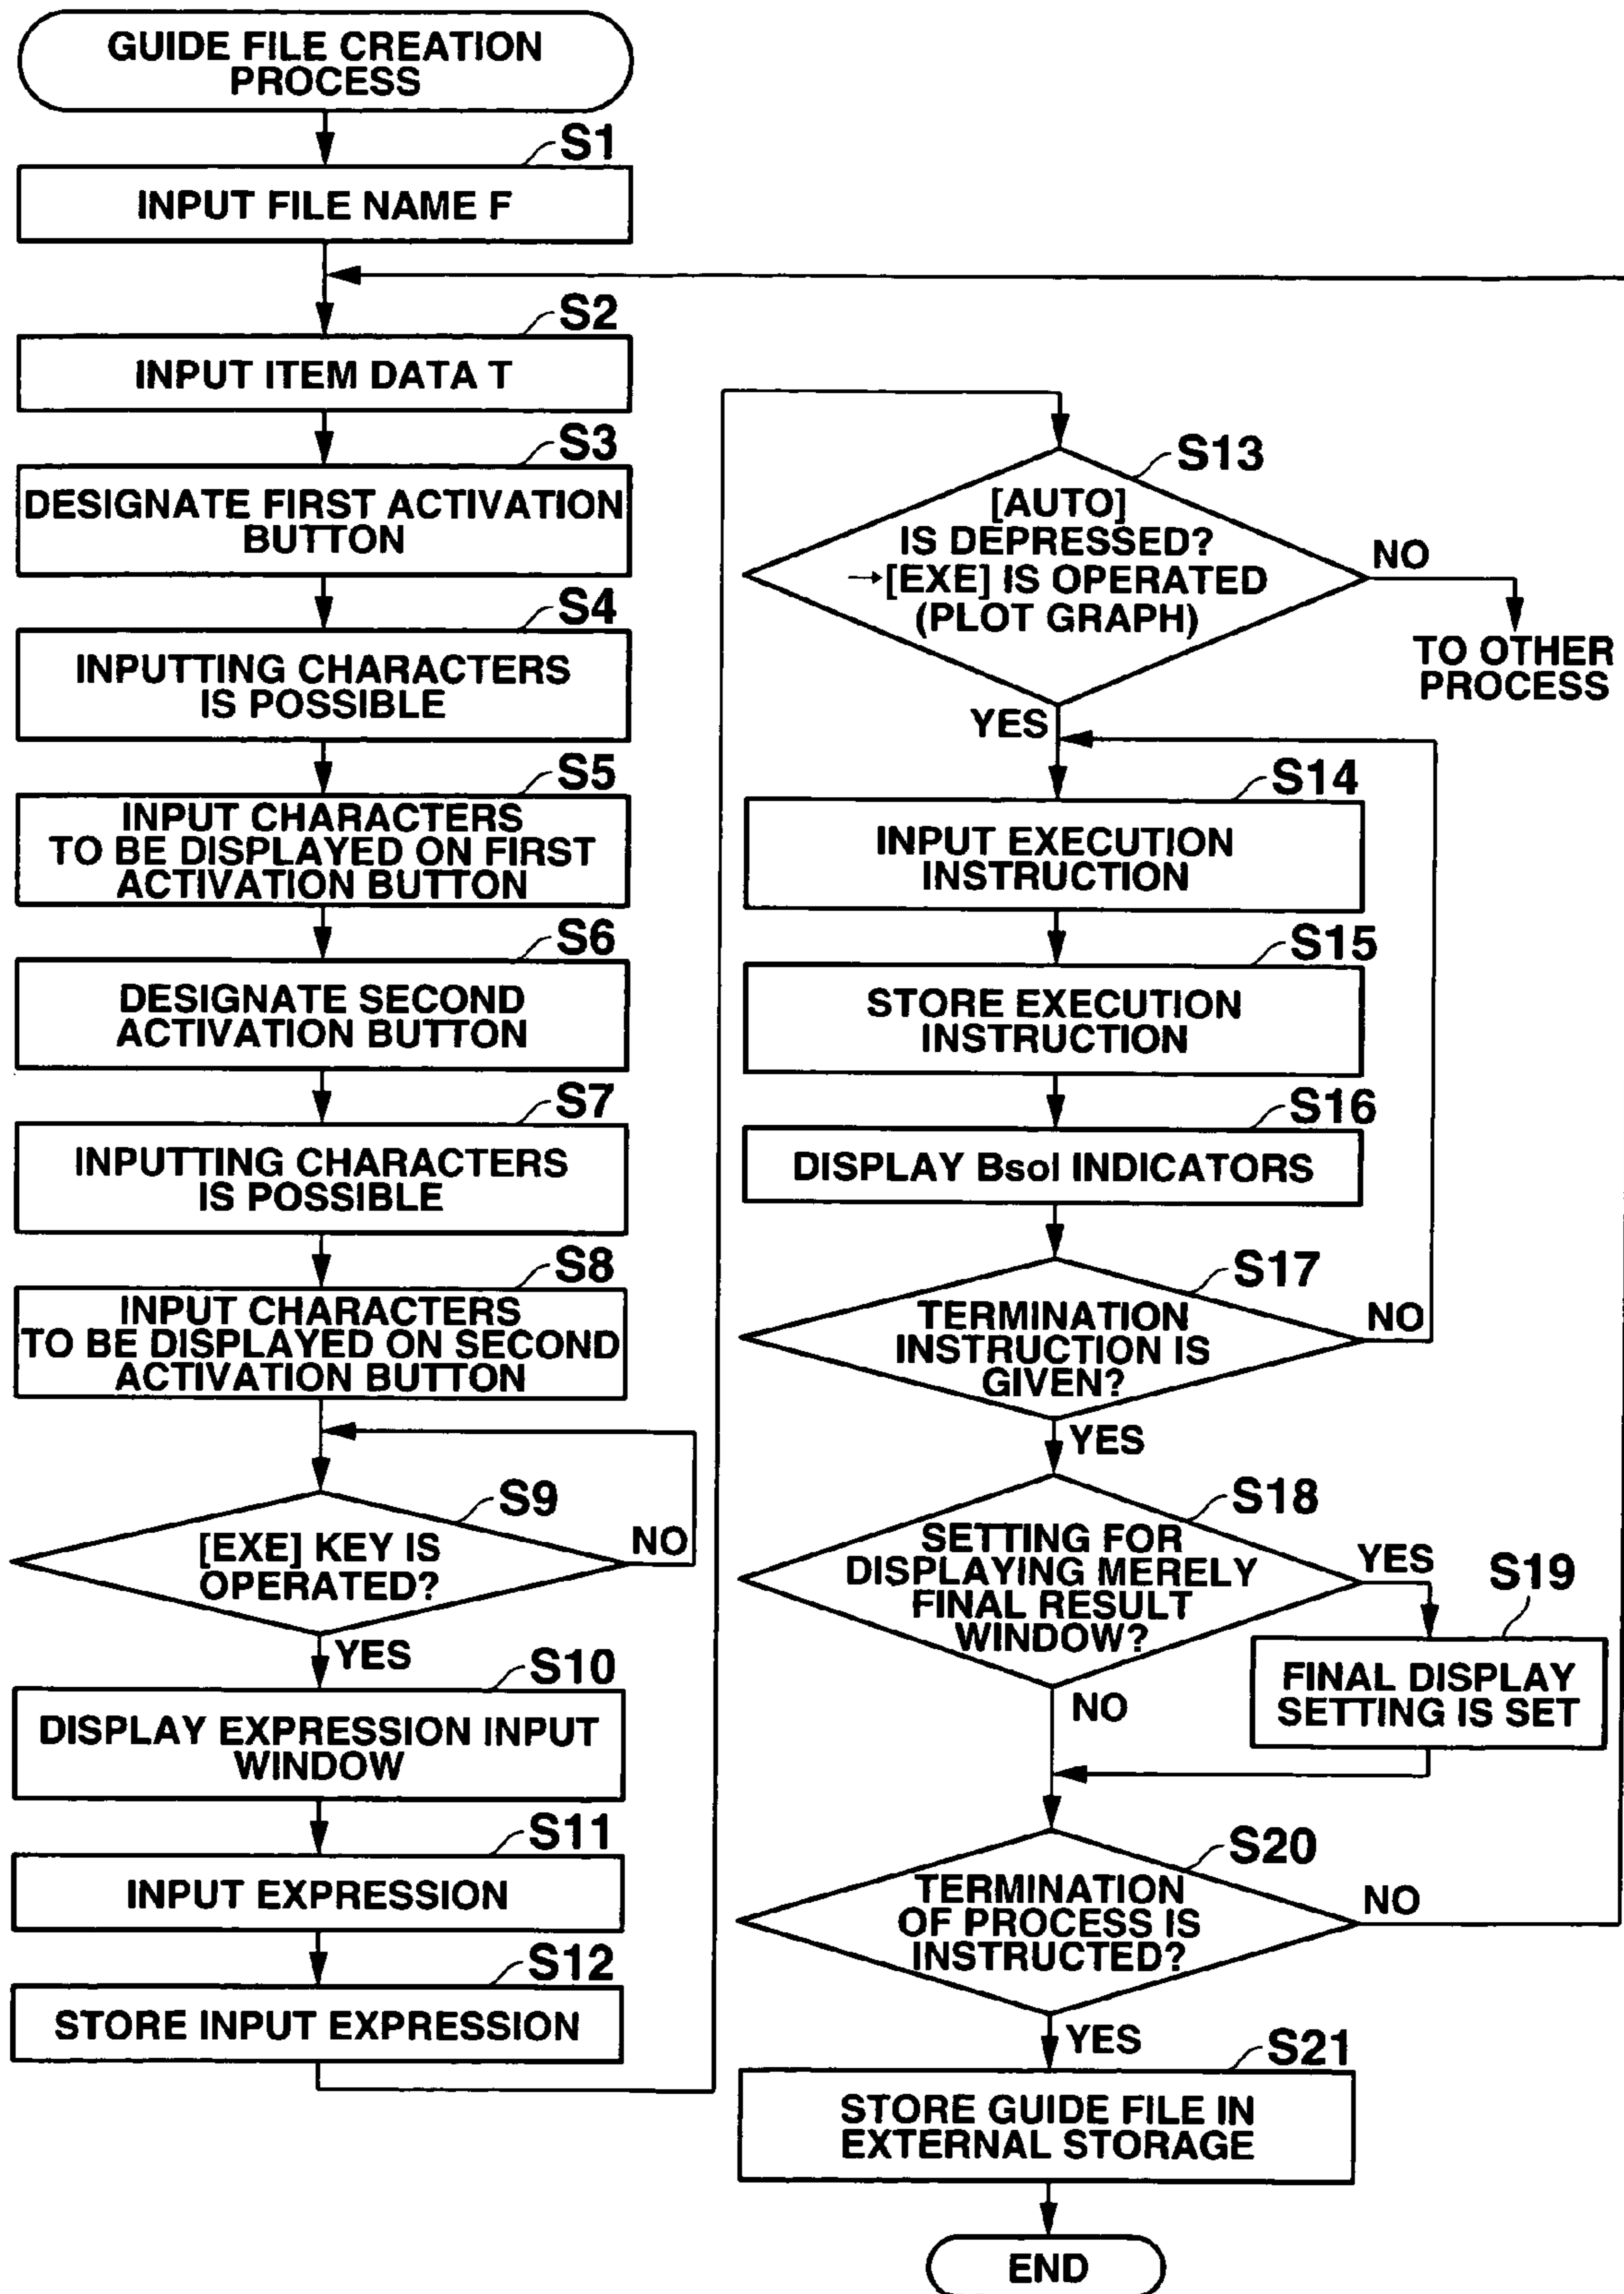 GUIDE FILE CREATION
PROCESS
S1
INPUT FILE NAME F
S2
INPUT ITEM DATA T
S3
DESIGNATE FIRST ACTIVATION
BUTTON
S4
INPUTTING CHARACTERS
IS POSSIBLE
S5
INPUT CHARACTERS
TO BE DISPLAYED ON FIRST
ACTIVATION BUTTON
S6
DESIGNATE SECOND
ACTIVATION BUTTON
S7
INPUTTING CHARACTERS
IS POSSIBLE
S8
INPUT CHARACTERS
TO BE DISPLAYED ON SECOND
ACTIVATION BUTTON
S9
[EXE] KEY IS
OPERATED?
NO
YES
S10
DISPLAY EXPRESSION INPUT
WINDOW
S11
INPUT EXPRESSION
S12
STORE INPUT EXPRESSION
S13
[AUTO]
IS DEPRESSED?
→[EXE] IS OPERATED
(PLOT GRAPH)
NO
TO OTHER
PROCESS
YES
S14
INPUT EXECUTION
INSTRUCTION
S15
STORE EXECUTION
INSTRUCTION
S16
DISPLAY Bsol INDICATORS
S17
TERMINATION
INSTRUCTION IS
GIVEN?
NO
YES
S18
SETTING FOR
DISPLAYING MERELY
FINAL RESULT
WINDOW?
YES
S19
FINAL DISPLAY
SETTING IS SET
NO
S20
TERMINATION
OF PROCESS IS
INSTRUCTED?
NO
YES
S21
STORE GUIDE FILE IN
EXTERNAL STORAGE
END